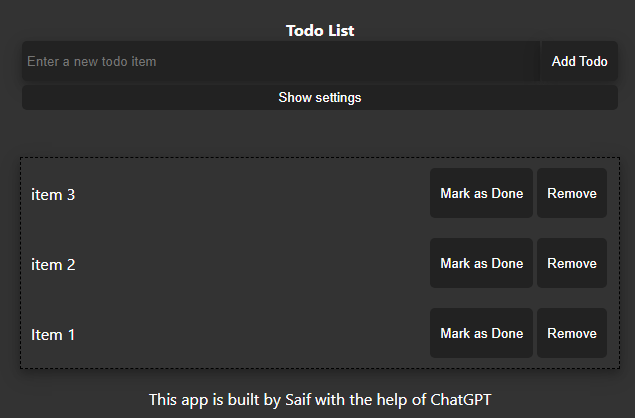 Todo List
Enter a new todo item Add Todo
Show settings
item 3 Mark as Done Remove
item 2 Mark as Done Remove
Item 1 Mark as Done Remove
This app is built by Saif with the help of ChatGPT